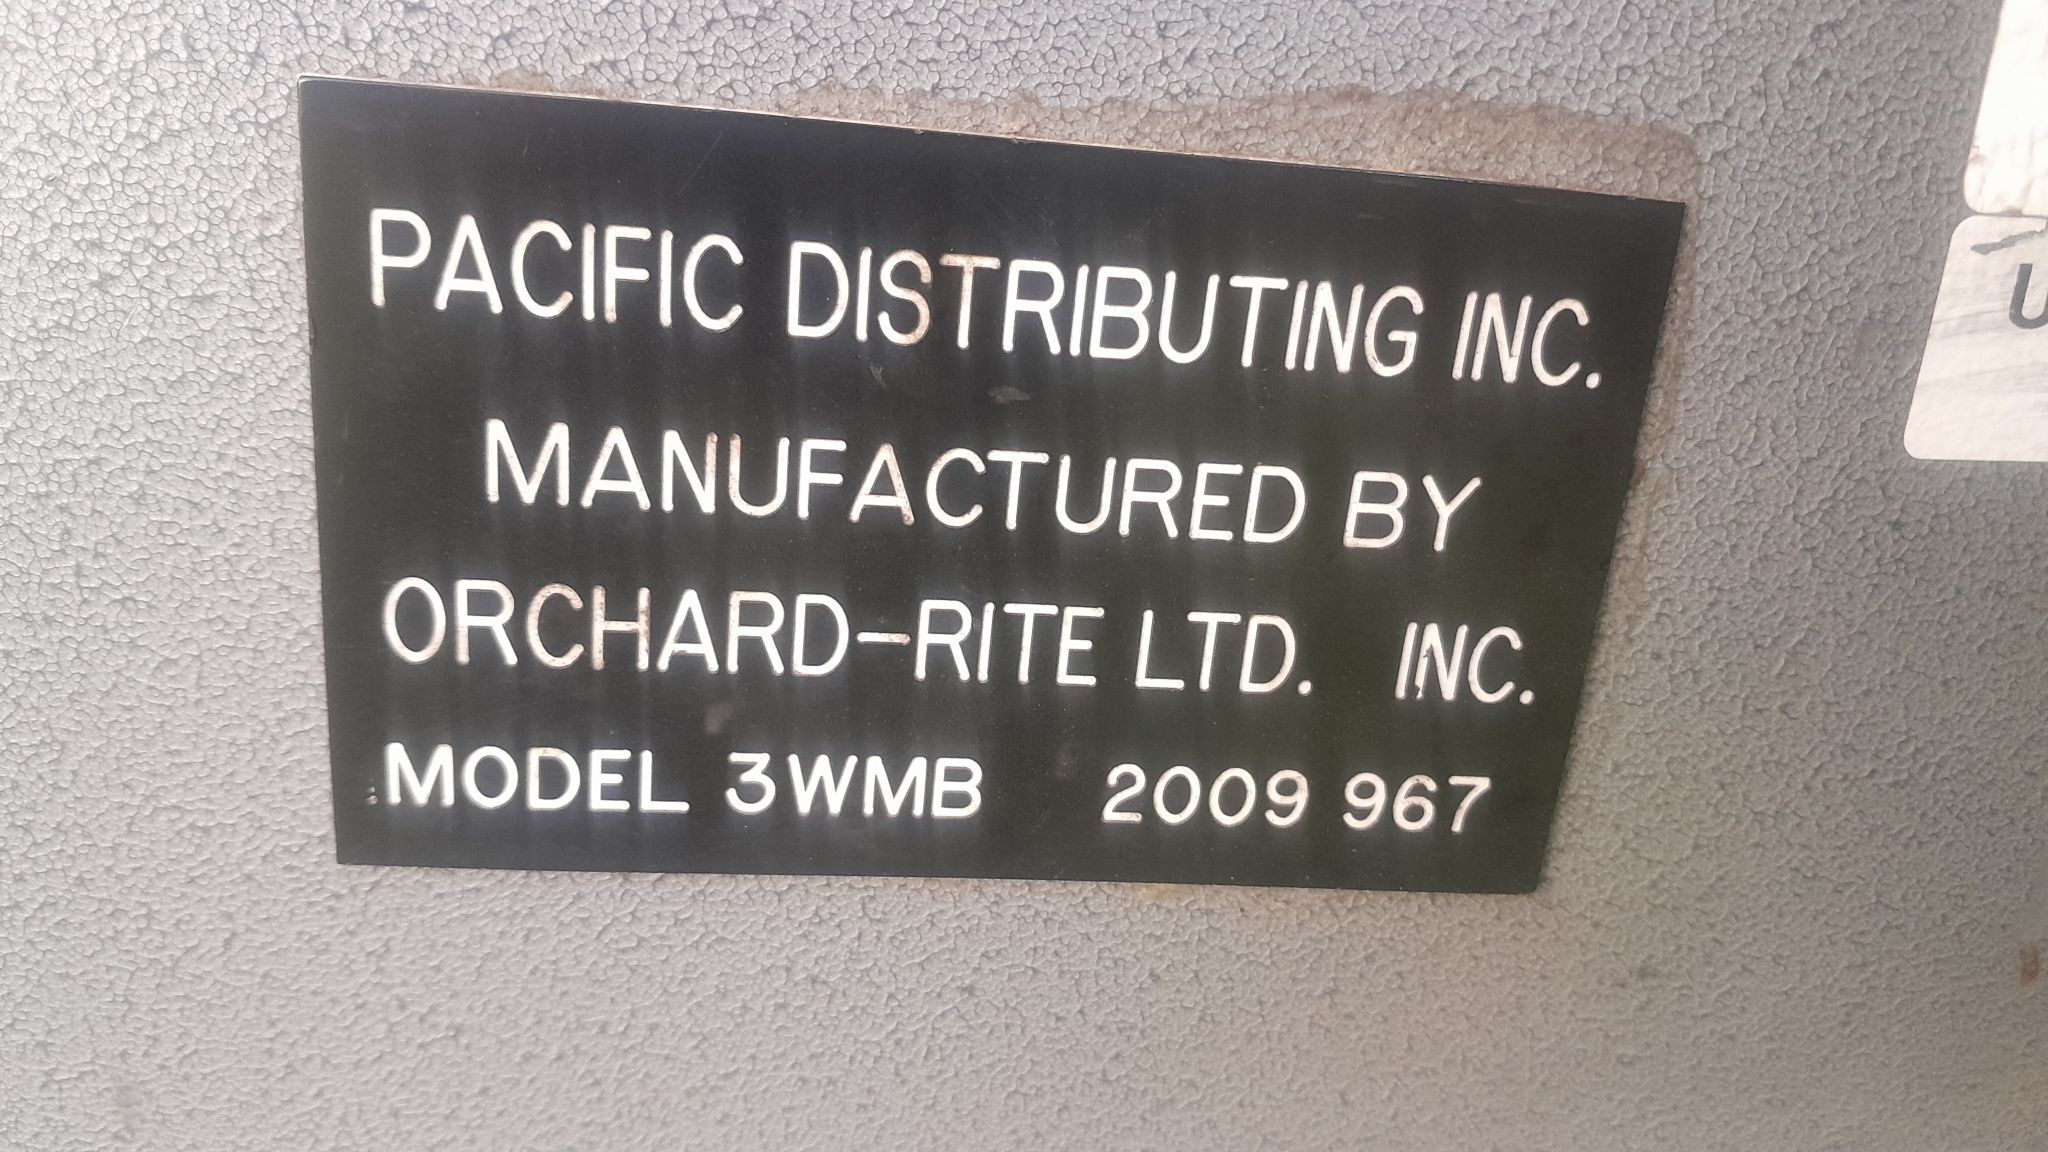 PACIFIC DISTRIBUTING INC.
MANUFACTURED BY
ORCHARD-RITE LTD. INC.
MODEL 3WMB 2009 967
U